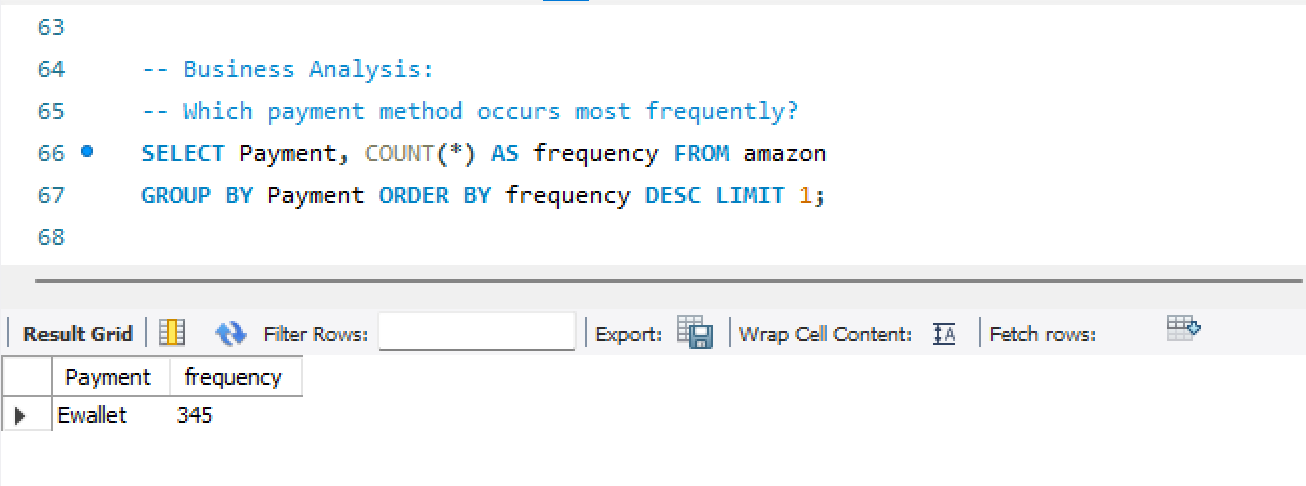 63
64 -- Business Analysis:
65 -- Which payment method occurs most frequently?
66 SELECT Payment, COUNT(*) AS frequency FROM amazon
67 GROUP BY Payment ORDER BY frequency DESC LIMIT 1;
68
Result Grid Filter Rows: Export: Wrap Cell Content: IA Fetch rows:
Payment frequency
Ewallet 345